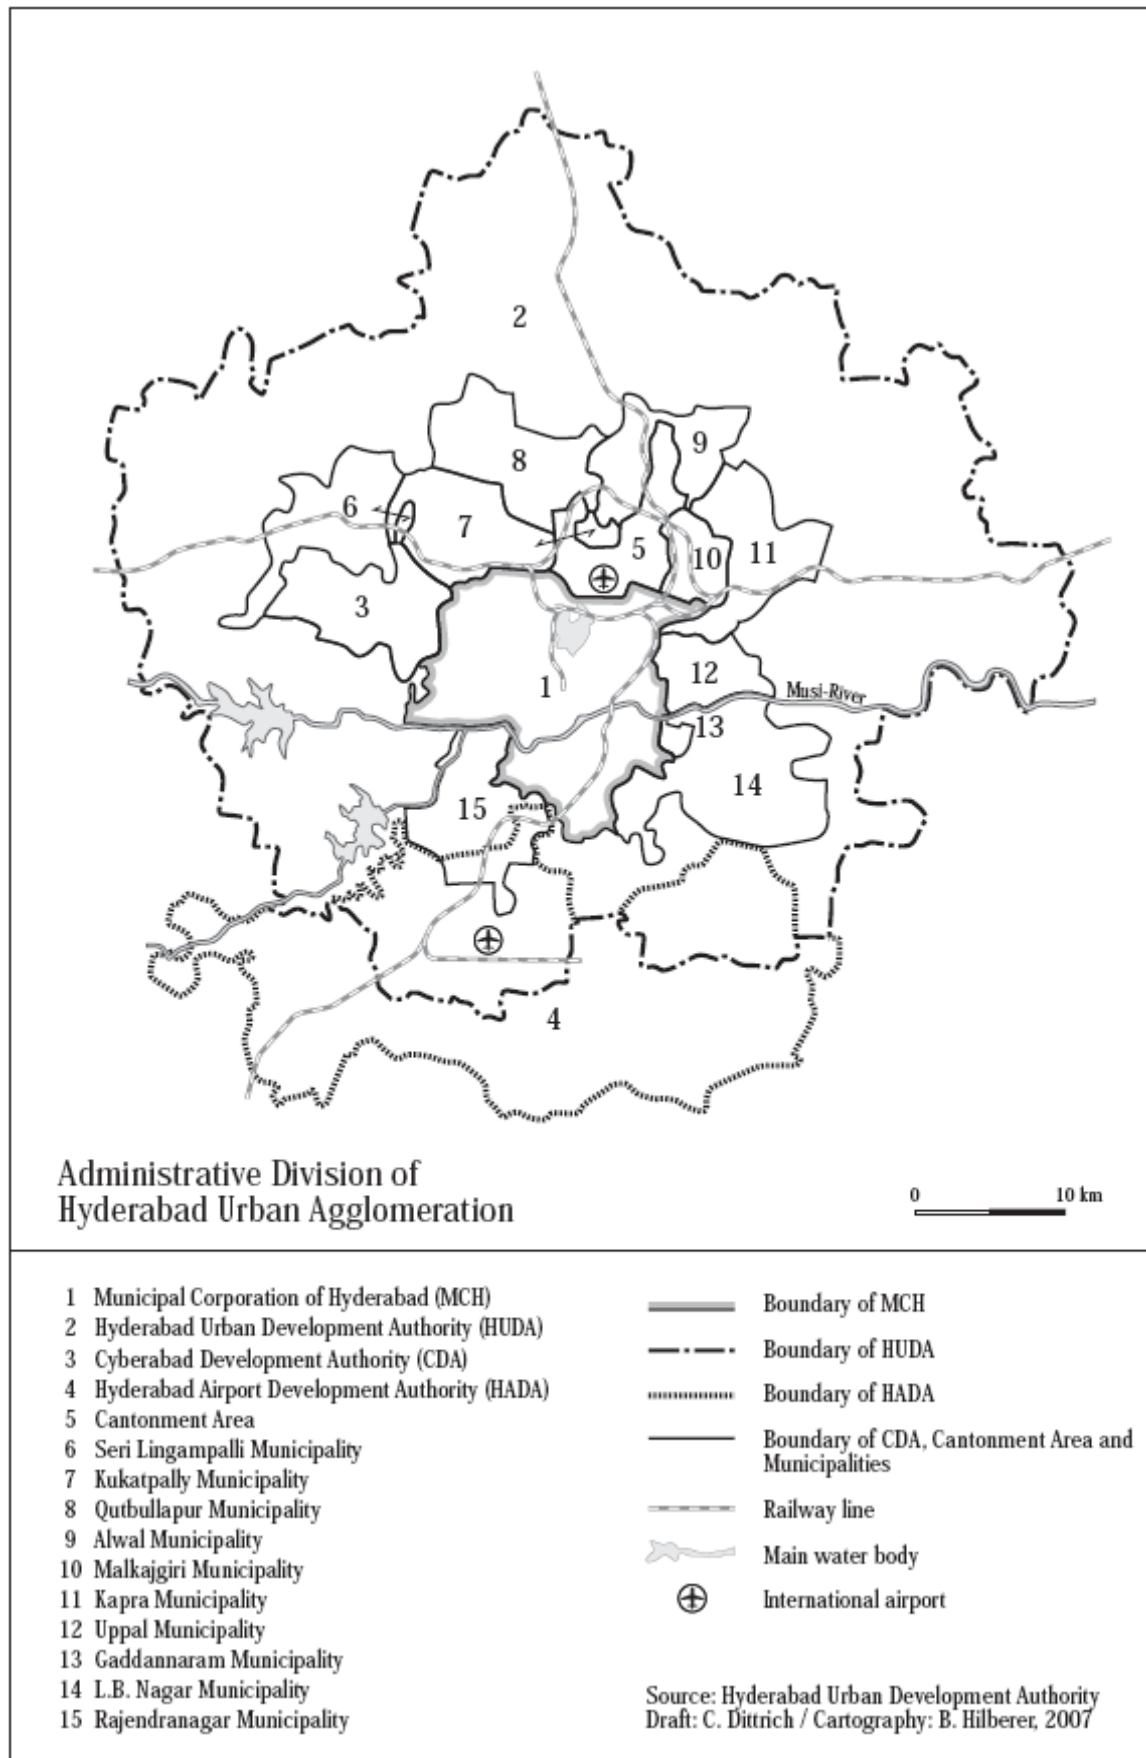 2
9
8
6
7
5
10
11
3
12
1
Musi-River
13
14
15
4
Administrative Division of
Hyderabad Urban Agglomeration
0 10 km
1 Municipal Corporation of Hyderabad (MCH)
2 Hyderabad Urban Development Authority (HUDA)
3 Cyberabad Development Authority (CDA)
4 Hyderabad Airport Development Authority (HADA)
5 Cantonment Area
6 Seri Lingampalli Municipality
7 Kukatpally Municipality
8 Qutbullapur Municipality
9 Alwal Municipality
10 Malkajgiri Municipality
11 Kapra Municipality
12 Uppal Municipality
13 Gaddannaram Municipality
14 L.B. Nagar Municipality
15 Rajendranagar Municipality
Boundary of MCH
Boundary of HUDA
Boundary of HADA
Boundary of CDA, Cantonment Area and
Municipalities
Railway line
Main water body
International airport
Source: Hyderabad Urban Development Authority
Draft: C. Dittrich / Cartography: B. Hilberer, 2007